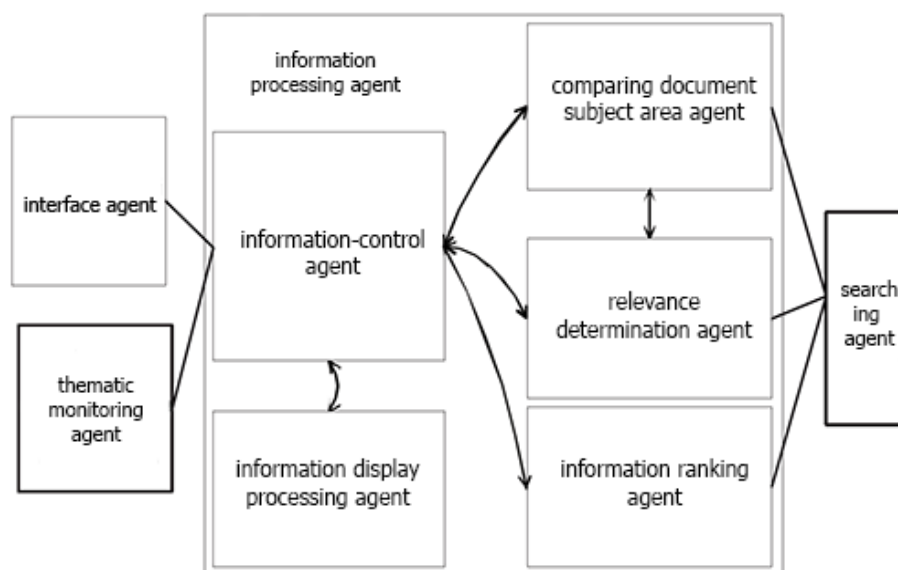 information
processing agent
comparing document
subject area agent
interface agent
information-control
agent
relevance
determination agent
search
ing
agent
thematic
monitoring
agent
information display
processing agent
information ranking
agent